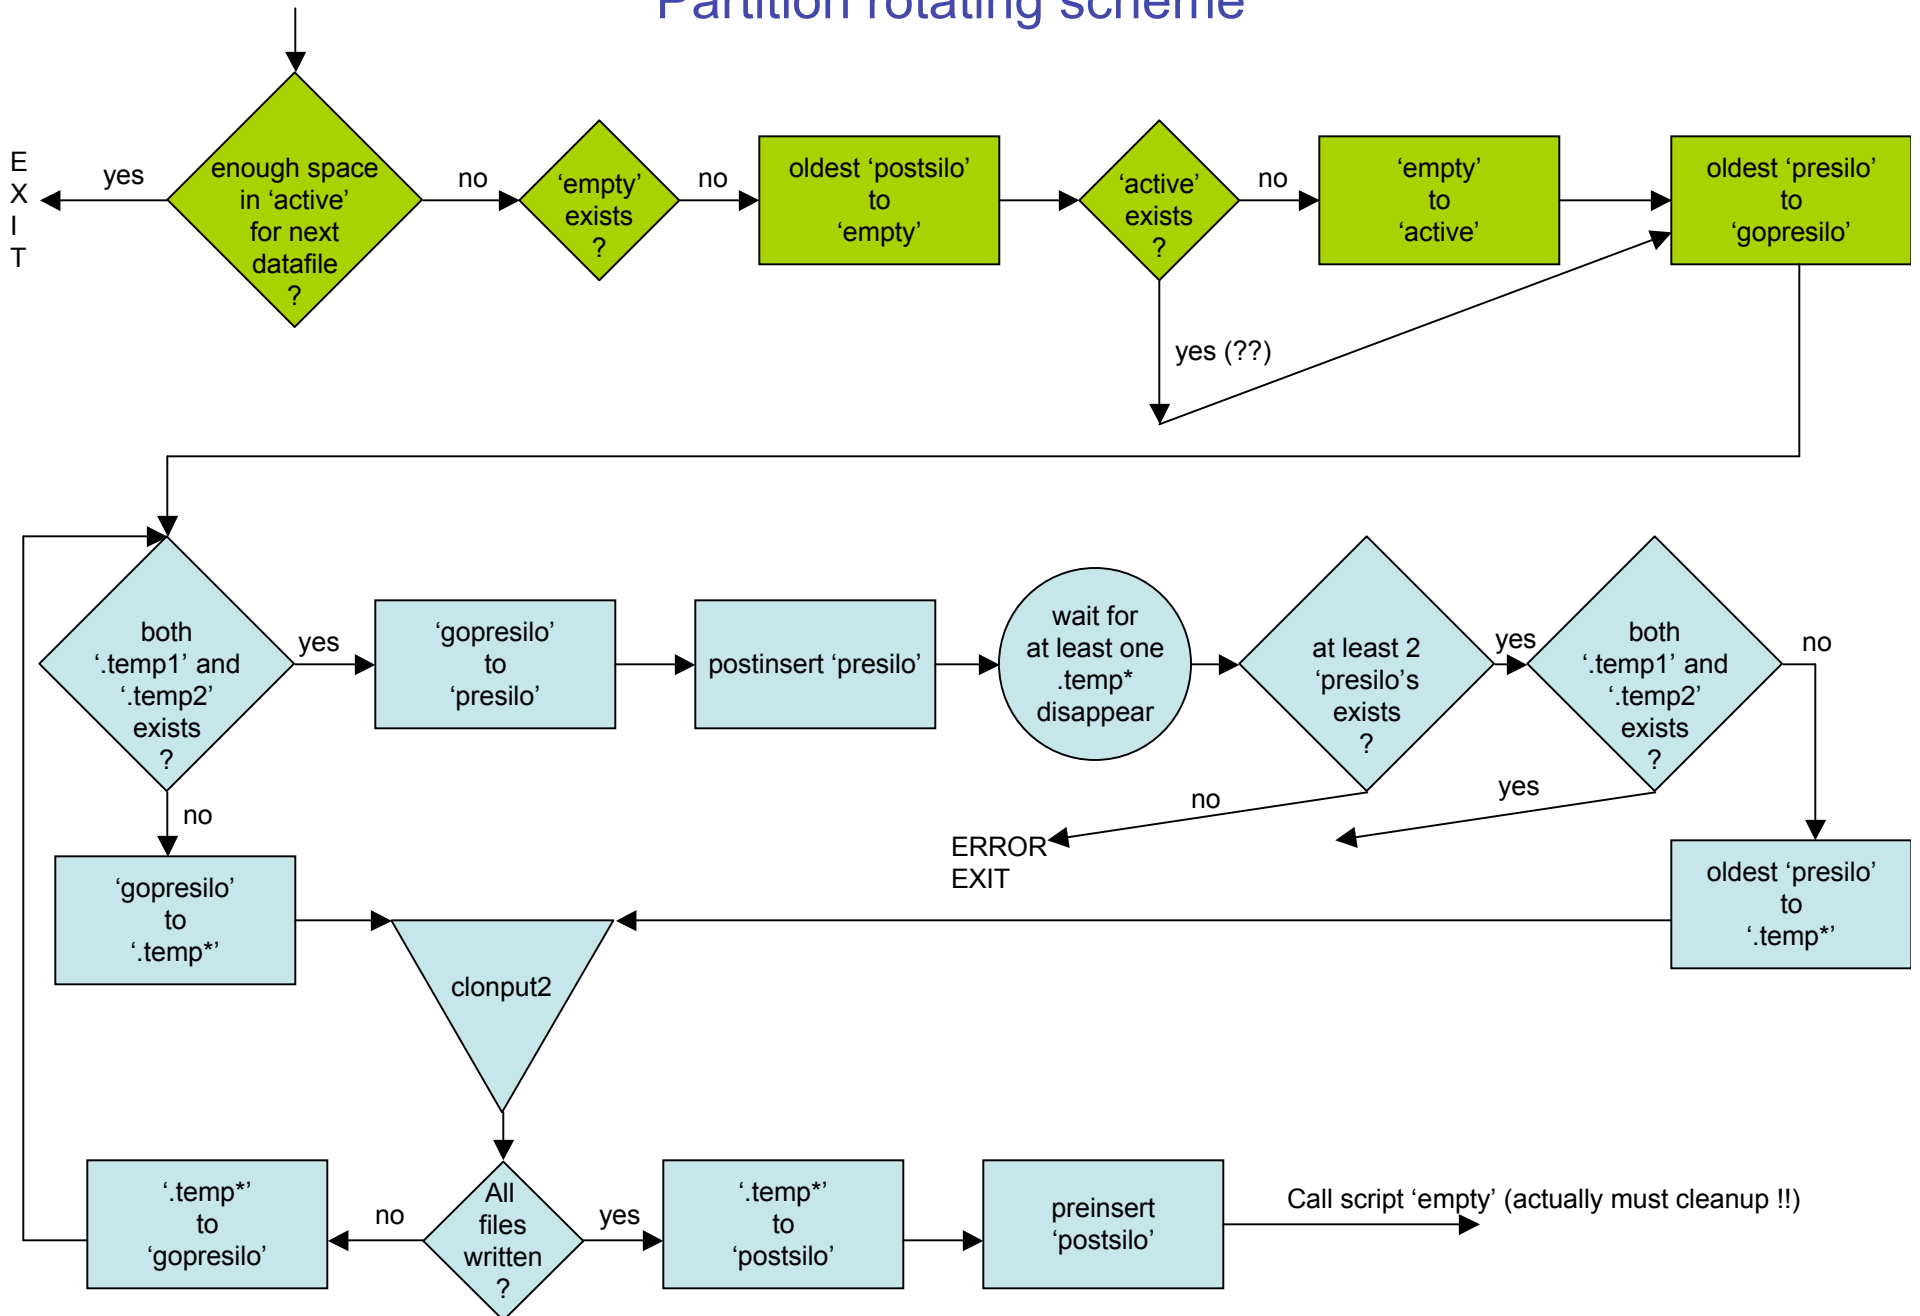 Partition rotating scheme
E
X
I
T
yes
enough space
in ‘active’
for next
datafile
?
no
‘empty’
exists
?
no
oldest ‘postsilo’
to
‘empty’
‘active’
exists
?
no
‘empty’
to
‘active’
oldest ‘presilo’
to
‘gopresilo’
yes (??)
both
‘.temp1’ and
‘.temp2’
exists
?
yes
‘gopresilo’
to
‘presilo’
postinsert ‘presilo’
wait for
at least one
.temp*
disappear
at least 2
‘presilo’s
exists
?
yes
both
‘.temp1’ and
‘.temp2’
exists
?
no
no
yes
no
ERROR
EXIT
‘gopresilo’
to
‘.temp*’
clonput2
oldest ‘presilo’
to
‘.temp*’
‘.temp*’
to
‘gopresilo’
no
All
files
written
?
yes
‘.temp*’
to
‘postsilo’
preinsert
‘postsilo’
Call script ‘empty’ (actually must cleanup !!)